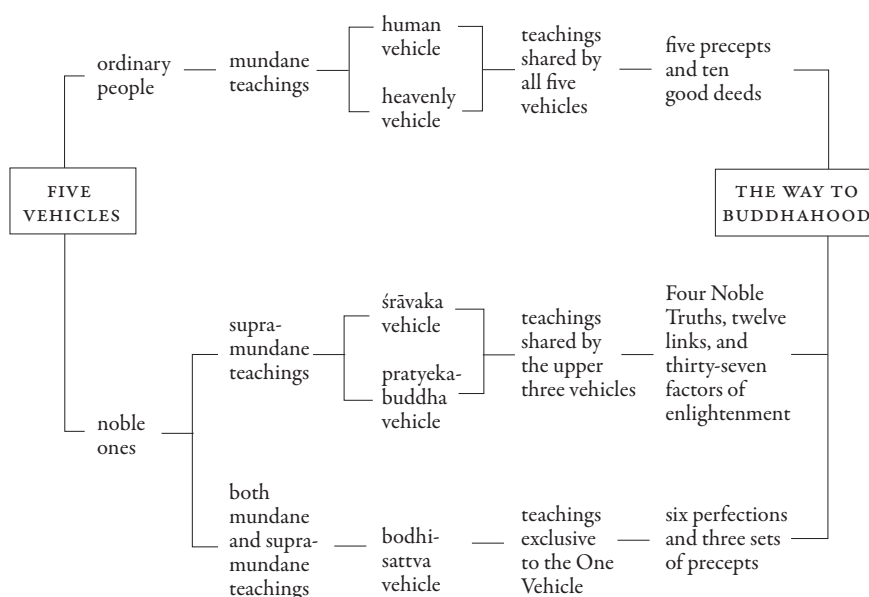 FIVE
VEHICLES
ordinary
people
mundane
teachings
human
vehicle
heavenly
vehicle
teachings
shared by
all five
vehicles
five precepts
and ten
good deeds
noble
ones
supra-
mundane
teachings
śrāvaka
vehicle
pratyeka-
buddha
vehicle
teachings
shared by
the upper
three vehicles
Four Noble
Truths, twelve
links, and
thirty-seven
factors of
enlightenment
both
mundane
and supra-
mundane
teachings
bodhi-
sattva
vehicle
teachings
exclusive
to the One
Vehicle
six perfections
and three sets
of precepts
THE WAY TO
BUDDHAHOOD